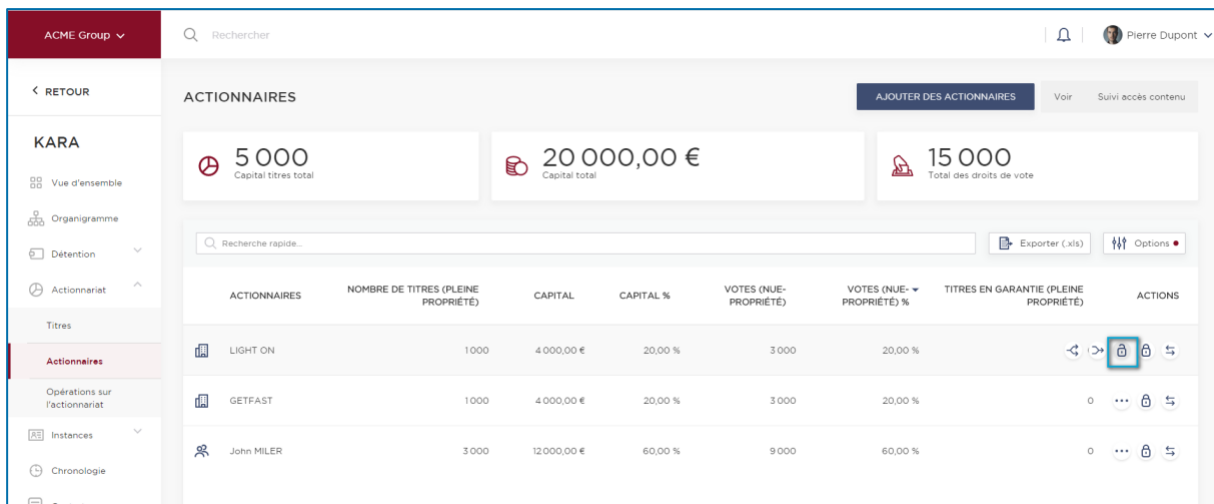 ACME Group
Rechercher
Pierre Dupont
RETOUR
ACTIONNAIRES
AJOUTER DES ACTIONNAIRES
Voir
Suivi accès contenu
KARA
Vue d'ensemble
Organigramme
Détention
Actionnariat
Titres
Actionnaires
Opérations sur
l'actionnariat
Instances
Chronologie
5 000
Capital titres total
20 000,00 €
Capital total
15 000
Total des droits de vote
Recherche rapide...
Exporter (.xls)
Options
ACTIONNAIRES
NOMBRE DE TITRES (PLEINE
PROPRIÉTÉ)
CAPITAL
CAPITAL %
VOTES (NUE-
PROPRIÉTÉ)
VOTES (NUE-
PROPRIÉTÉ) %
TITRES EN GARANTIE (PLEINE
PROPRIÉTÉ)
ACTIONS
LIGHT ON 1 000 4 000,00 € 20,00 % 3 000 20,00 %
GETFAST 1 000 4 000,00 € 20,00 % 3 000 20,00 % 0
John MILER 3 000 12 000,00 € 60,00 % 9 000 60,00 % 0